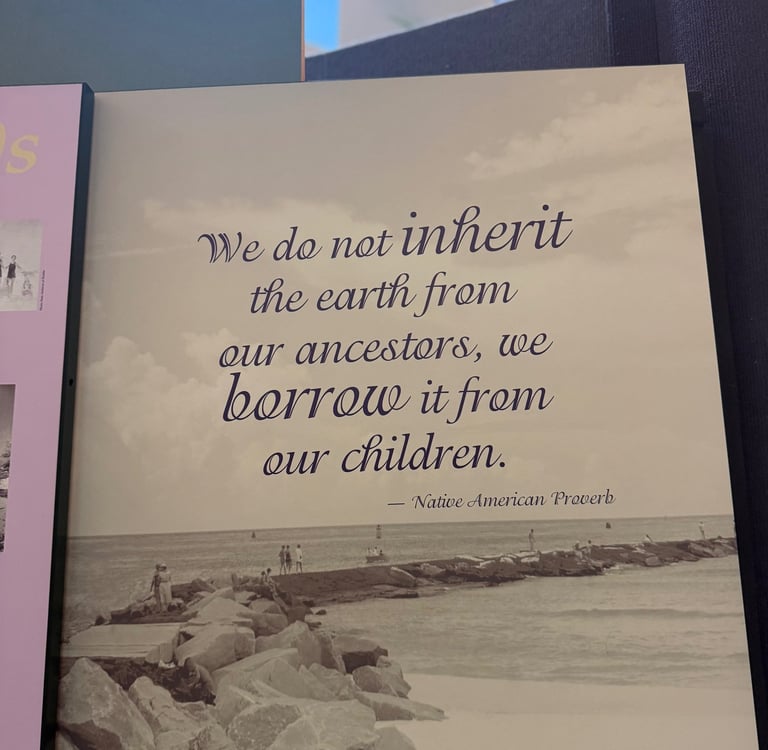 We do not inherit
the earth from
our ancestors, we
borrow it from
our children.
— Native American Proverb